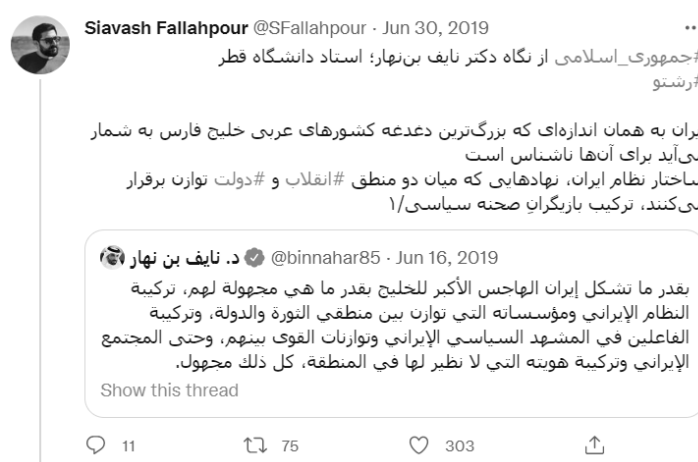 Siavash Fallahpour @SFallahpour · Jun 30, 2019
#جمهوری_اسلامی از نگاه دکتر نایف بن‌نهار؛ استاد دانشگاه قطر
#رشتو
یران به همان اندازه‌ای که بزرگ‌ترین دغدغه کشورهای عربی خلیج فارس به شمار
می‌آید برای آن‌ها ناشناس است
ساختار نظام ایران، نهادهایی که میان دو منطق #انقلاب و #دولت توازن برقرار
می‌کنند، ترکیب بازیگرانِ صحنه سیاسی/۱
د. نايف بن نهار @binnahar85 · Jun 16, 2019
بقدر ما تشكل إيران الهاجس الأكبر للخليج بقدر ما هي مجهولة لهم، تركيبة
النظام الإيراني ومؤسساته التي توازن بين منطقي الثورة والدولة، وتركيبة
الفاعلين في المشهد السياسي الإيراني وتوازنات القوى بينهم، وحتى المجتمع
الإيراني وتركيبة هويته التي لا نظير لها في المنطقة، كل ذلك مجهول.
Show this thread
11 75 303